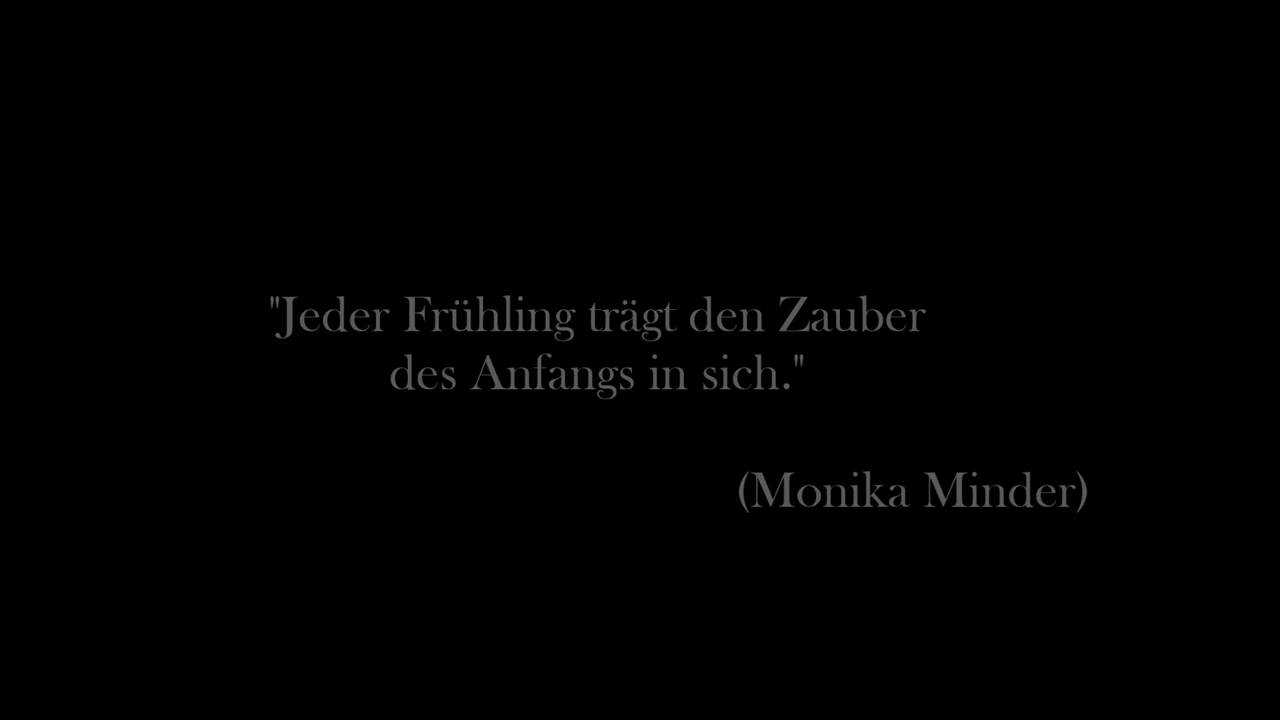 "Jeder Frühling trägt den Zauber
des Anfangs in sich."
(Monika Minder)